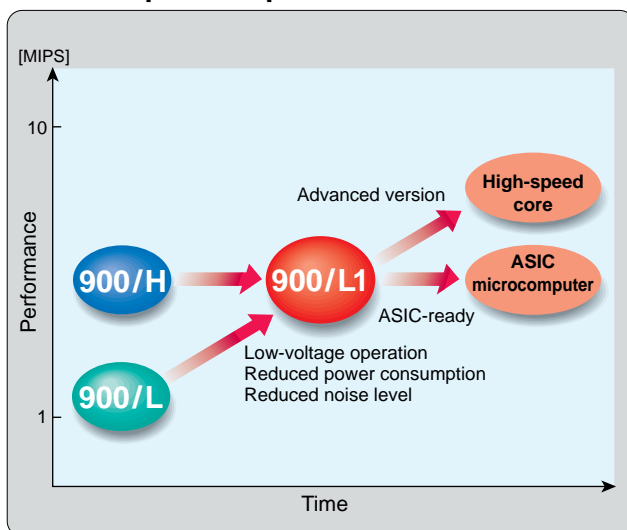 [MIPS]
10
Performance
1
900/H
900/L
900/L1
Advanced version
High-speed
core
ASIC
microcomputer
ASIC-ready
Low-voltage operation
Reduced power consumption
Reduced noise level
Time